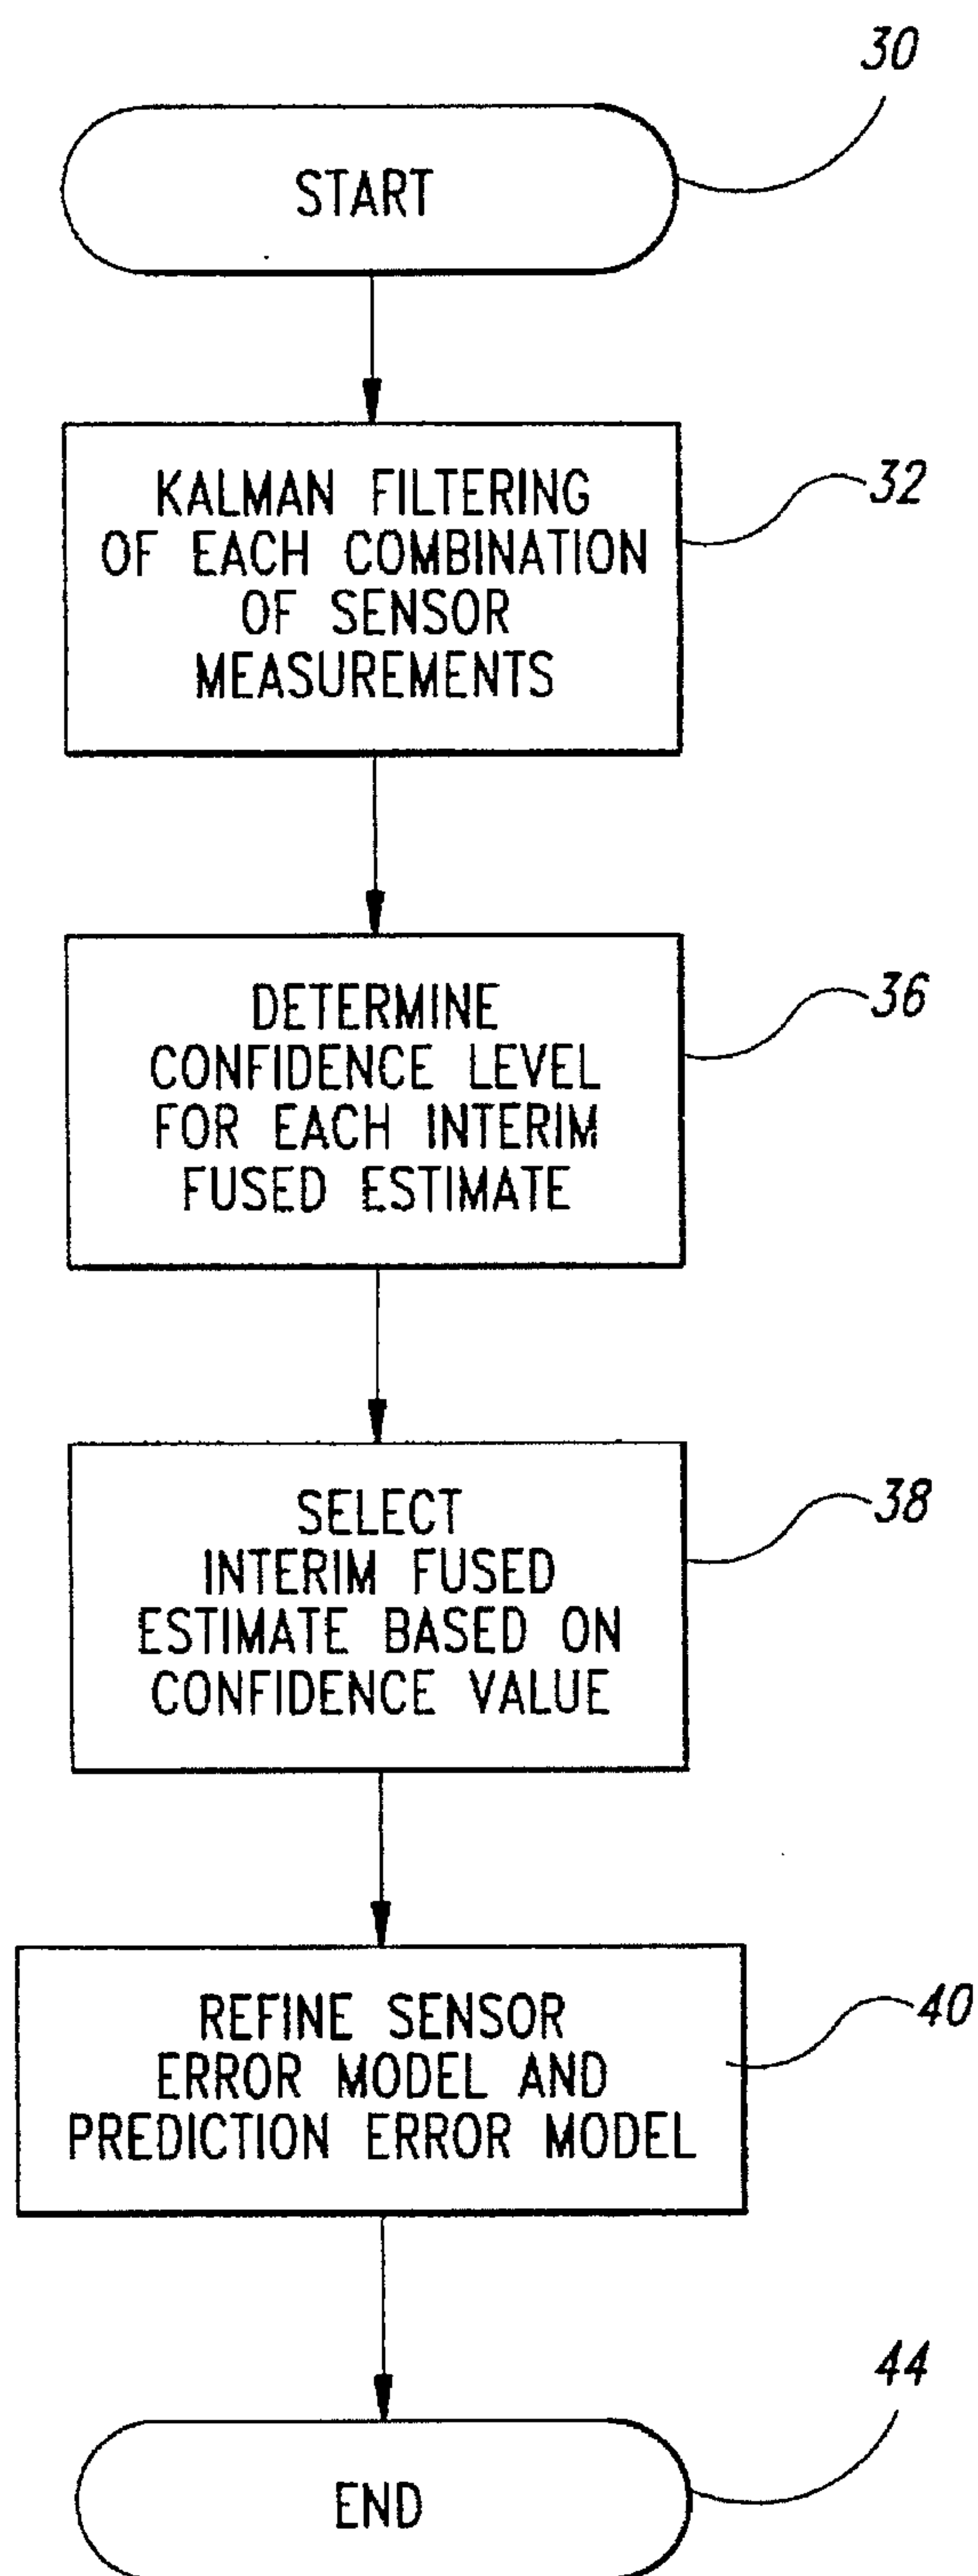 30
START
KALMAN FILTERING
OF EACH COMBINATION
OF SENSOR
MEASUREMENTS
32
DETERMINE
CONFIDENCE LEVEL
FOR EACH INTERIM
FUSED ESTIMATE
36
SELECT
INTERIM FUSED
ESTIMATE BASED ON
CONFIDENCE VALUE
38
REFINE SENSOR
ERROR MODEL AND
PREDICTION ERROR MODEL
40
44
END